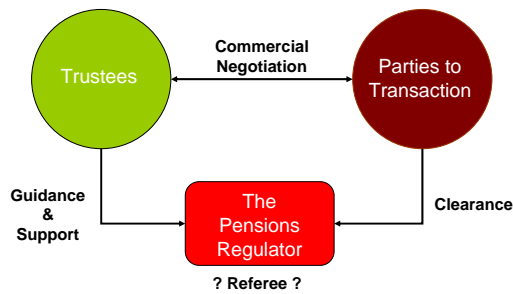 Commercial
Negotiation
Trustees
Parties to
Transaction
Guidance
&
Support
The
Pensions
Regulator
Clearance
? Referee ?